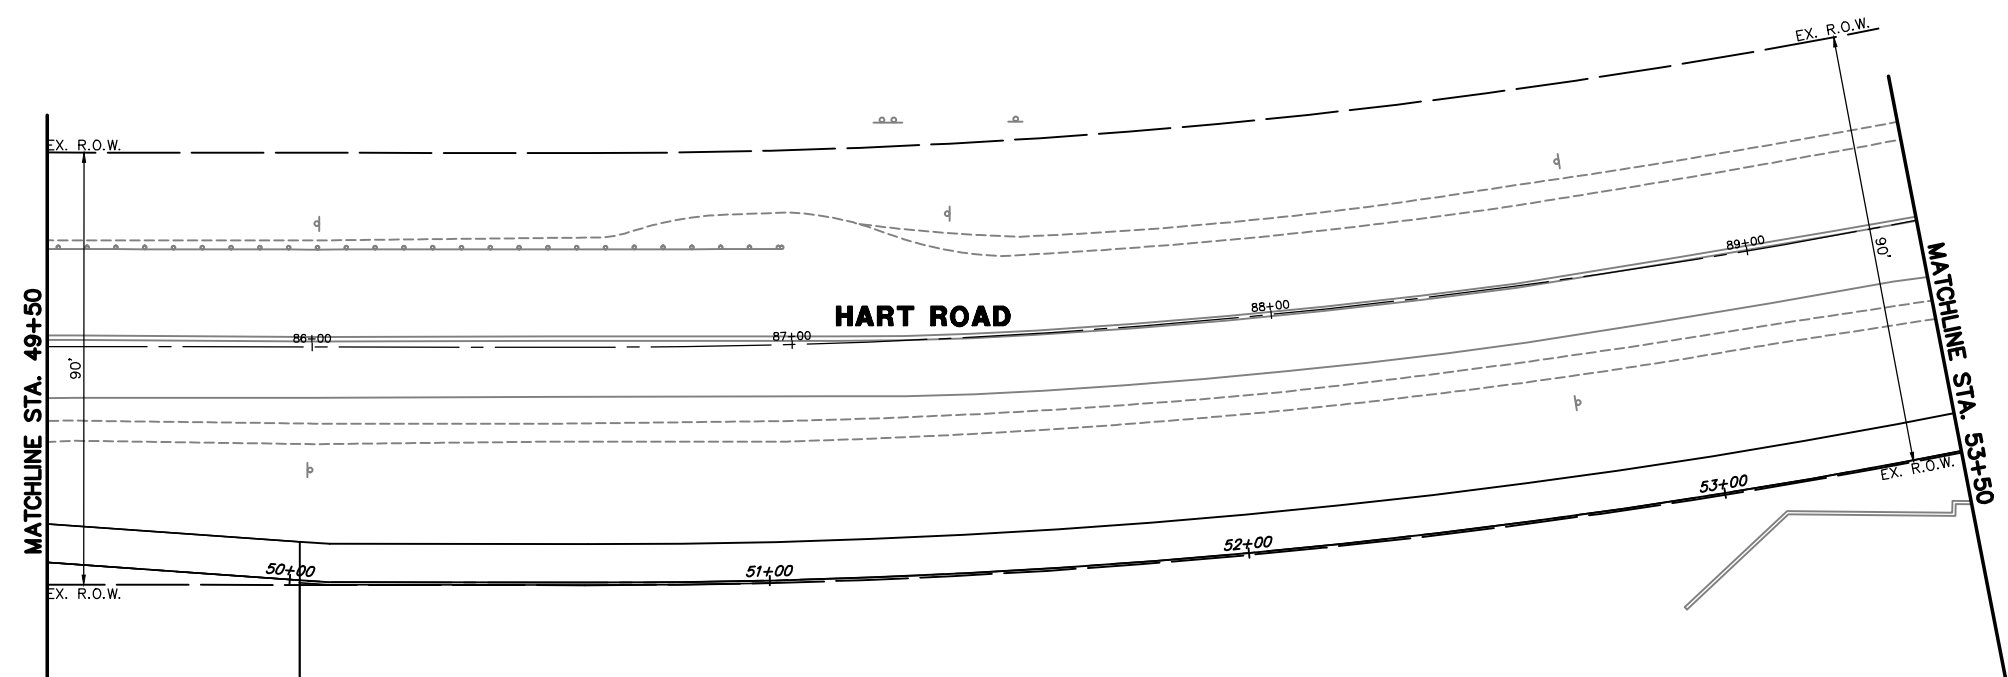 EX. R.O.W.
EX. R.O.W.
89+00
90'
88+00
HART ROAD
86+00
87+00
90'
MATCHLINE STA. 49+50
MATCHLINE STA. 53+50
EX. R.O.W.
53+00
52+00
51+00
50+00
EX. R.O.W.